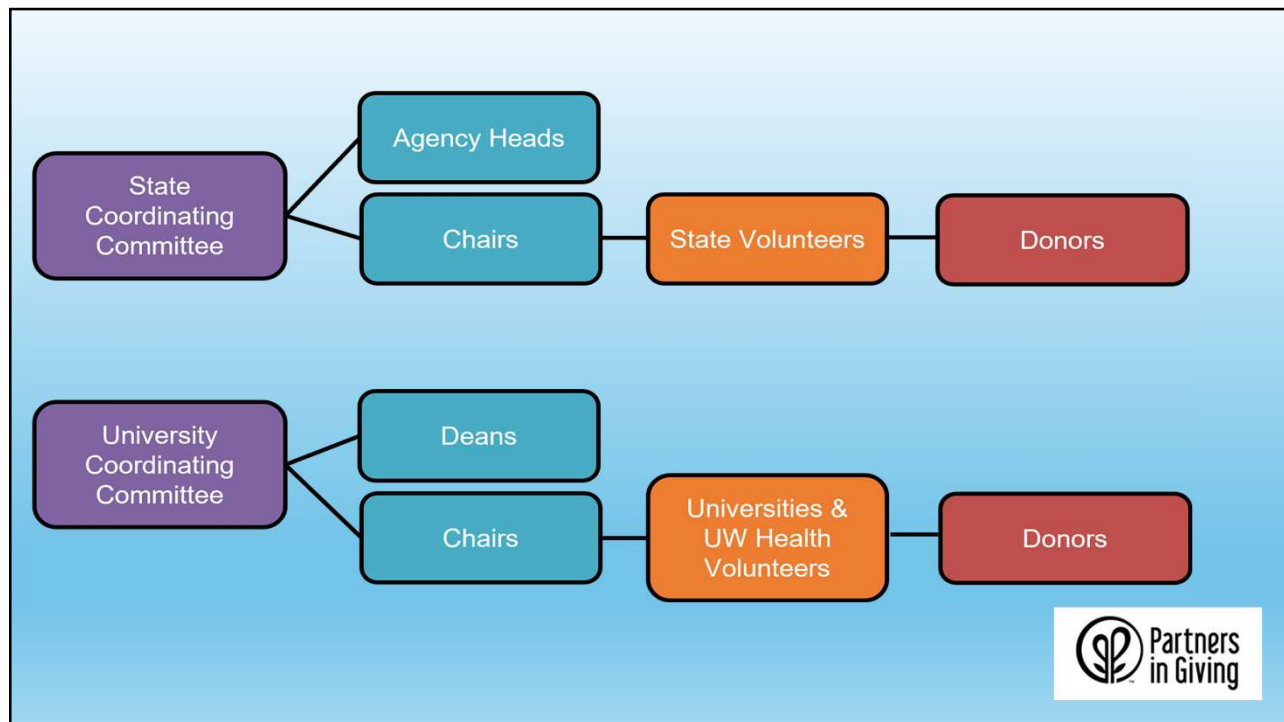 Agency Heads
State
Coordinating
Committee
Chairs
State Volunteers
Donors
Deans
University
Coordinating
Committee
Chairs
Universities &
UW Health
Volunteers
Donors
Partners
in Giving